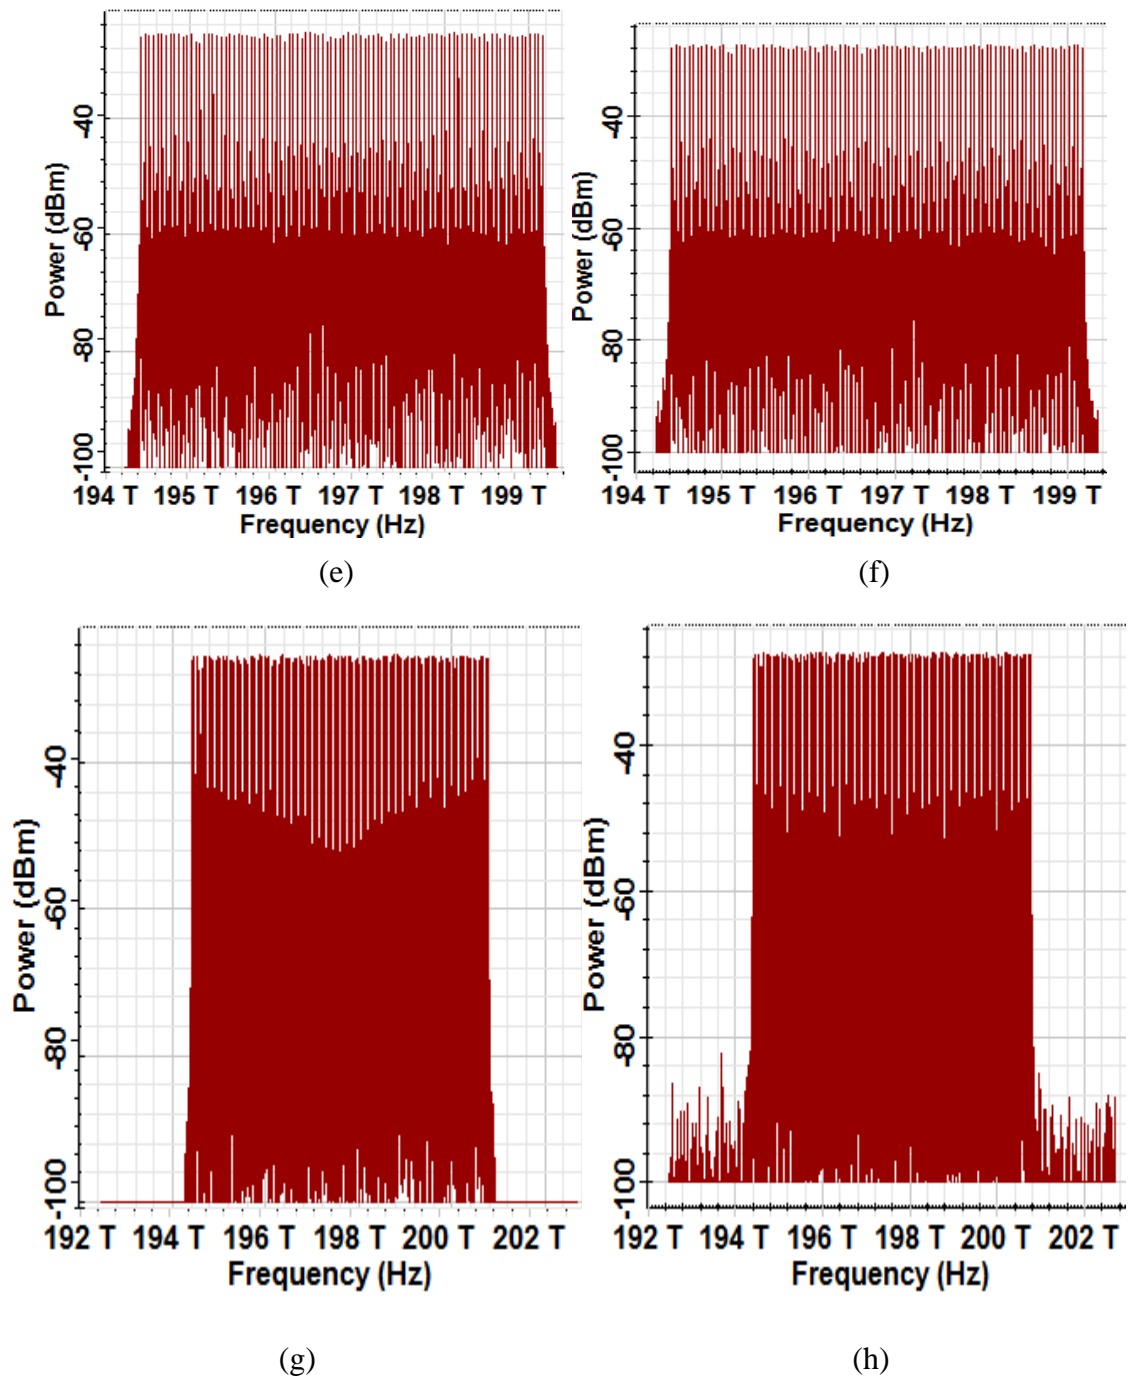 Power (dBm)
-40
-60
-80
-100
194 T 195 T 196 T 197 T 198 T 199 T
Frequency (Hz)
(e)
Power (dBm)
-40
-60
-80
-100
194 T 195 T 196 T 197 T 198 T 199 T
Frequency (Hz)
(f)
Power (dBm)
-40
-60
-80
-100
192 T 194 T 196 T 198 T 200 T 202 T
Frequency (Hz)
(g)
Power (dBm)
-40
-60
-80
-100
192 T 194 T 196 T 198 T 200 T 202 T
Frequency (Hz)
(h)